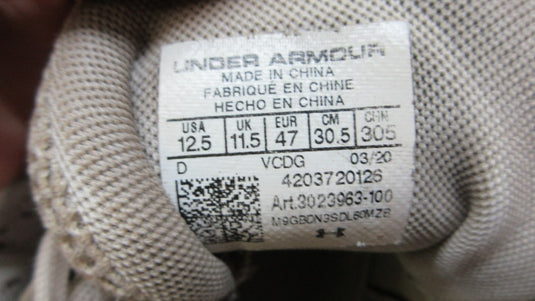 UNDER ARMOUR
MADE IN CHINA
FABRIQUÉ EN CHINE
HECHO EN CHINA
USA UK EUR CM CHN
12.5 11.5 47 30.5 305
D VCDG 03/20
4203720126
Art.3023963-100